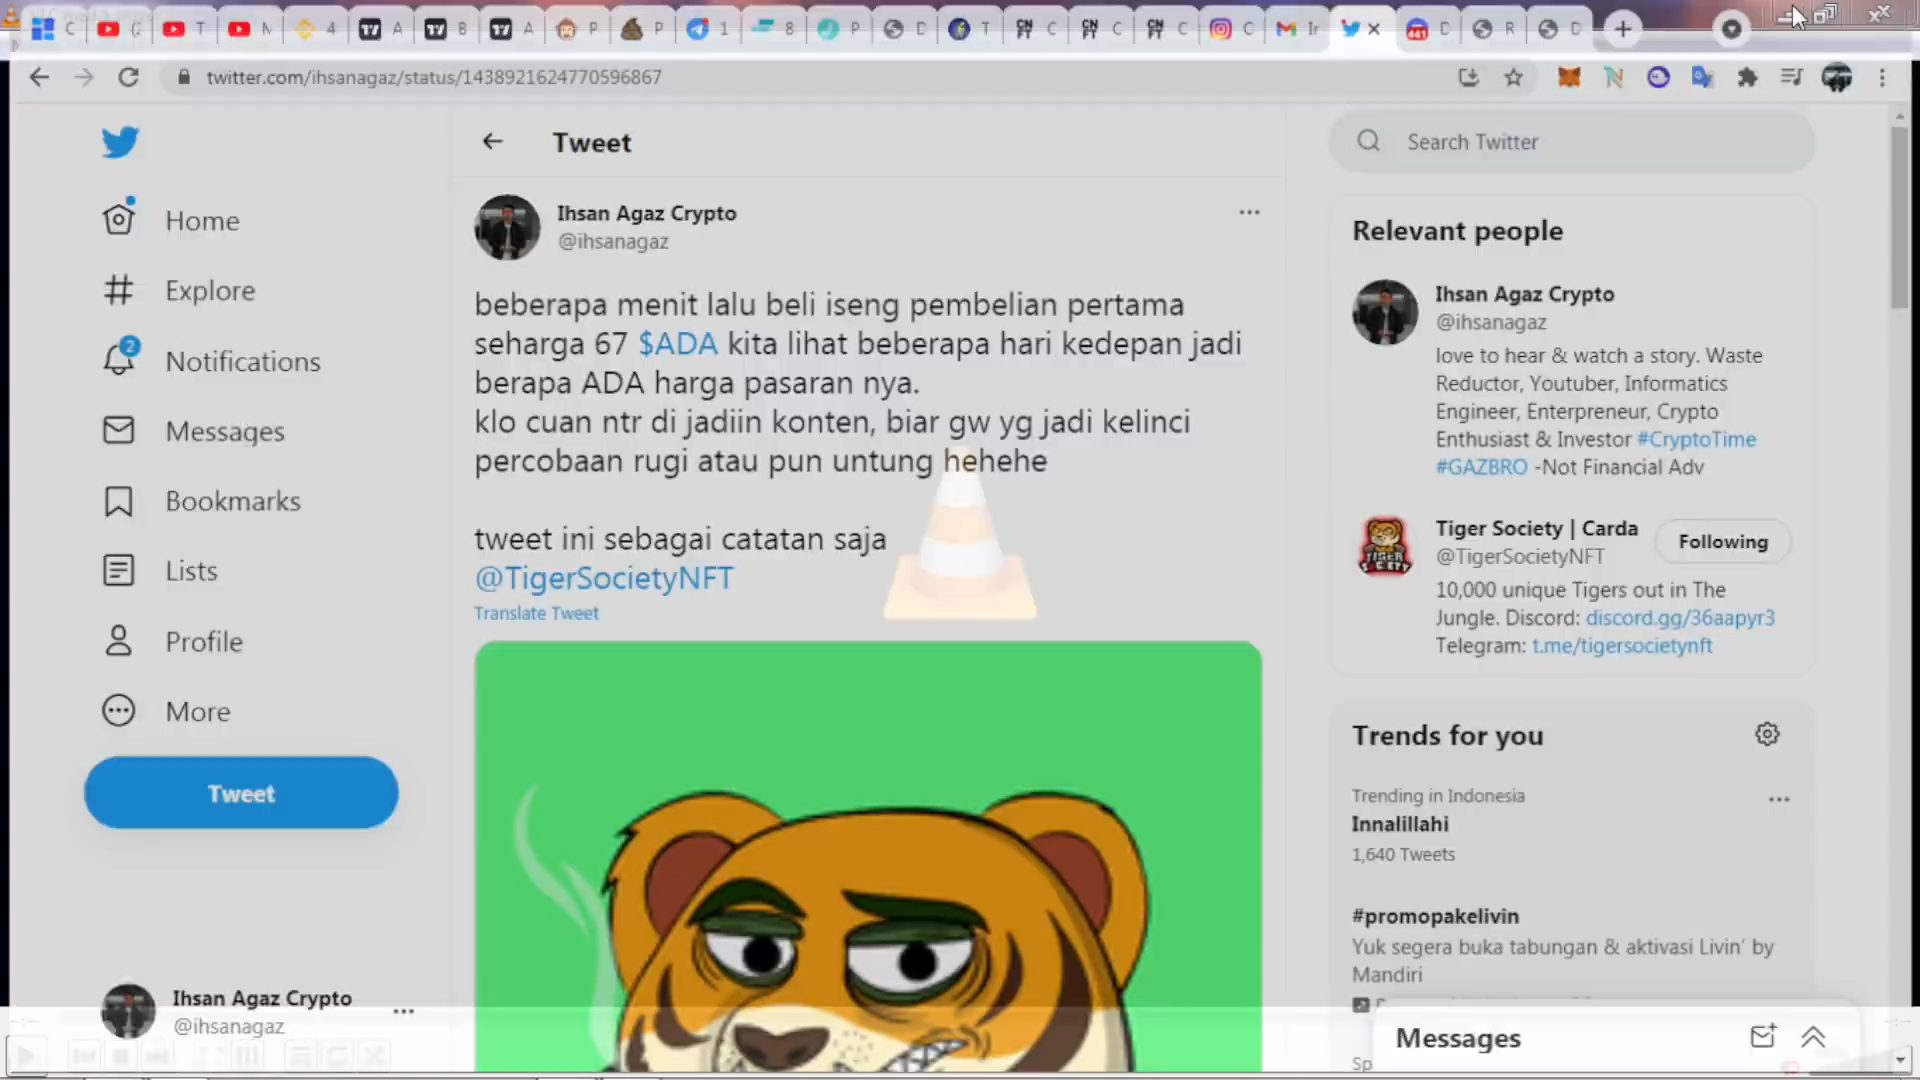 twitter.com/ihsanagaz/status/1438921624770596867
Home
Explore
2
Notifications
Messages
Bookmarks
Lists
Profile
More
Tweet
Ihsan Agaz Crypto
@ihsanagaz
Tweet
Ihsan Agaz Crypto
@ihsanagaz
beberapa menit lalu beli iseng pembelian pertama
seharga 67 $ADA kita lihat beberapa hari kedepan jadi
berapa ADA harga pasaran nya.
klo cuan ntr di jadiin konten, biar gw yg jadi kelinci
percobaan rugi atau pun untung hehehe
tweet ini sebagai catatan saja
@TigerSocietyNFT
Translate Tweet
Search Twitter
Relevant people
Ihsan Agaz Crypto
@ihsanagaz
love to hear & watch a story. Waste
Reductor, Youtuber, Informatics
Engineer, Enterpreneur, Crypto
Enthusiast & Investor #CryptoTime
#GAZBRO -Not Financial Adv
Tiger Society | Carda
@TigerSocietyNFT
Following
10,000 unique Tigers out in The
Jungle. Discord: discord.gg/36aapyr3
Telegram: t.me/tigersocietynft
Trends for you
Trending in Indonesia
Innalillahi
1,640 Tweets
#promopakelivin
Yuk segera buka tabungan & aktivasi Livin' by
Mandiri
Messages